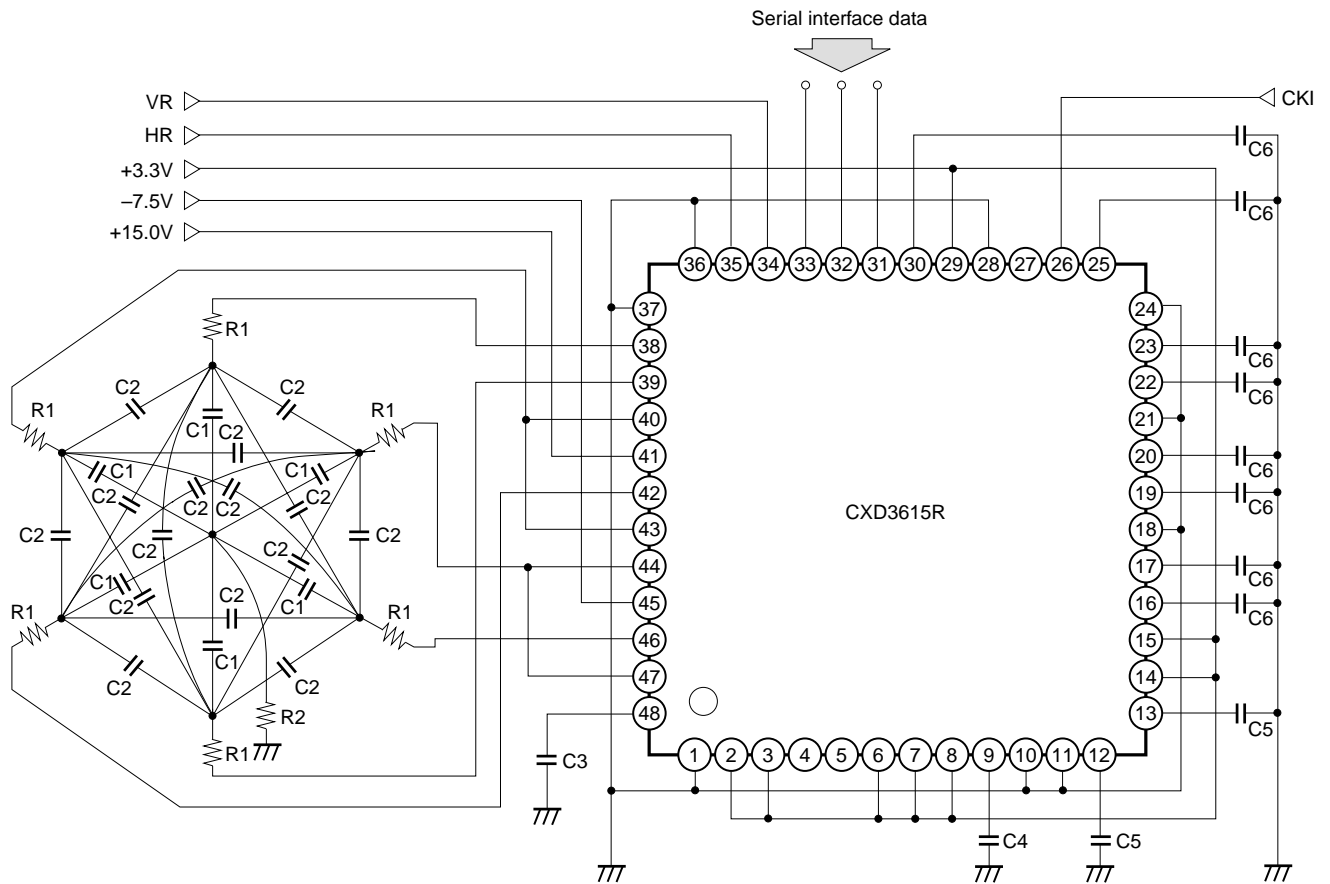 Serial interface data
VR
CKI
HR
C6
+3.3V
–7.5V
C6
+15.0V
36 35 34 33 32 31 30 29 28 27 26 25
37 24
R1
38 23 C6
C2 C2
39 22 C6
R1 R1
C1 C2
40 21
41 20 C6
C1 C1
C2 C2 C2 C2
42 19 C6
CXD3615R
C2 C2 C2
43 18
C2
44 17 C6
C1 C2 C2 C1
45 16 C6
R1 R1
46 15
C1
C2 C2
47 14
R2
48 13 C5
R1
C3
1 2 3 4 5 6 7 8 9 10 11 12
C4 C5